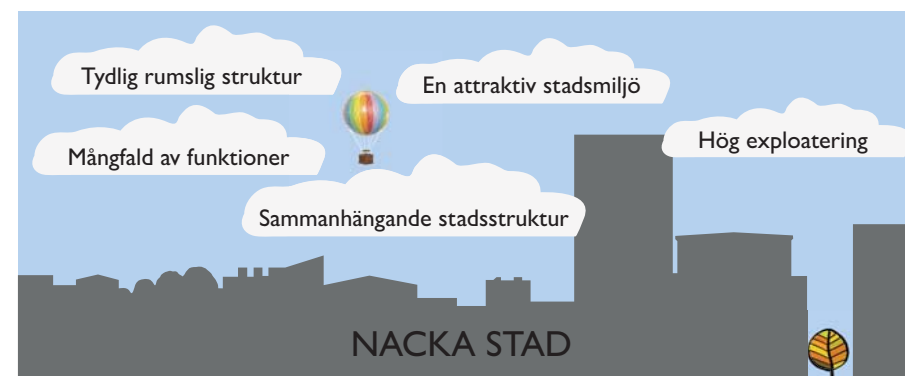 Tydlig rumslig struktur
En attraktiv stadsmiljö
Mångfald av funktioner
Hög exploatering
Sammanhängande stadsstruktur
NACKA STAD